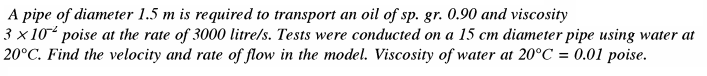 A pipe of diameter 1.5 m is required to transport an oil of sp. gr. 0.90 and viscosity
3 × 10⁻² poise at the rate of 3000 litre/s. Tests were conducted on a 15 cm diameter pipe using water at
20°C. Find the velocity and rate of flow in the model. Viscosity of water at 20°C = 0.01 poise.